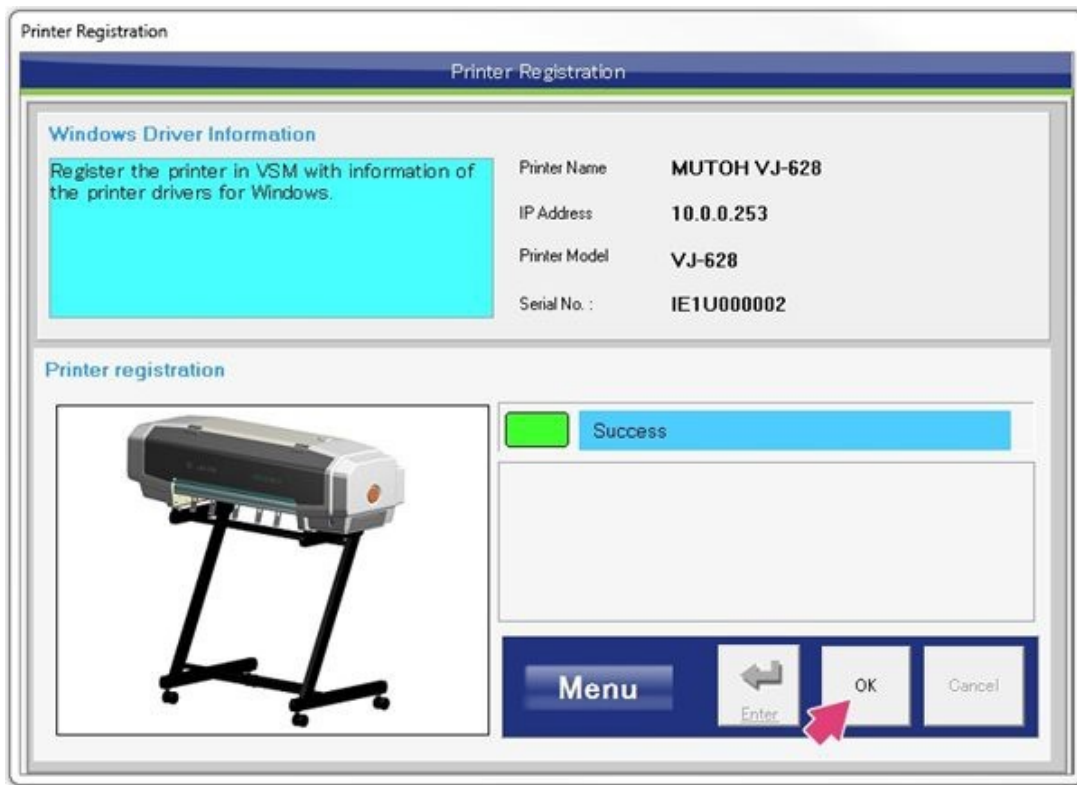 Printer Registration
Printer Registration
Windows Driver Information
Register the printer in VSM with information of
the printer drivers for Windows.
Printer Name MUTOH VJ-628
IP Address 10.0.0.253
Printer Model VJ-628
Serial No. : IE1U000002
Printer registration
Success
Menu
Enter
OK
Cancel